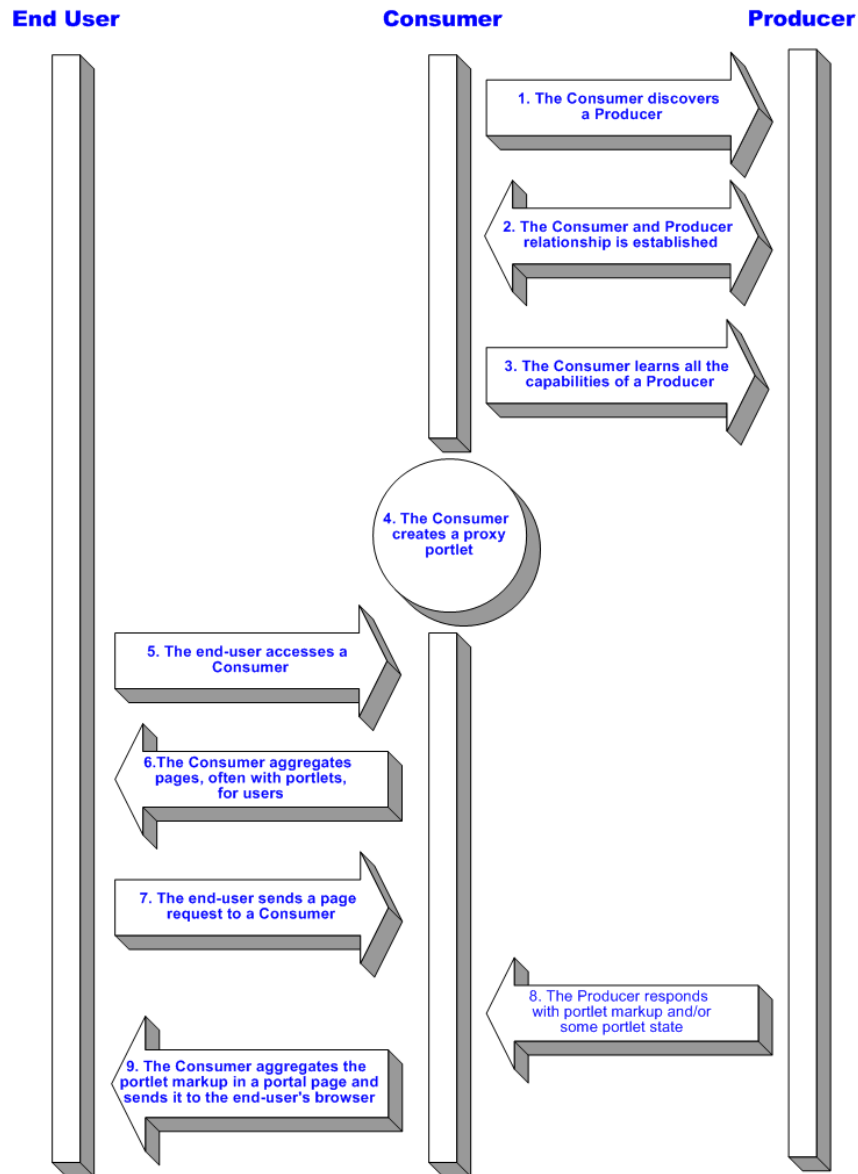 End User
Consumer
Producer
1. The Consumer discovers
a Producer
2. The Consumer and Producer
relationship is established
3. The Consumer learns all the
capabilities of a Producer
4. The Consumer
creates a proxy
portlet
5. The end-user accesses a
Consumer
6.The Consumer aggregates
pages, often with portlets,
for users
7. The end-user sends a page
request to a Consumer
8. The Producer responds
with portlet markup and/or
some portlet state
9. The Consumer aggregates the
portlet markup in a portal page and
sends it to the end-user's browser